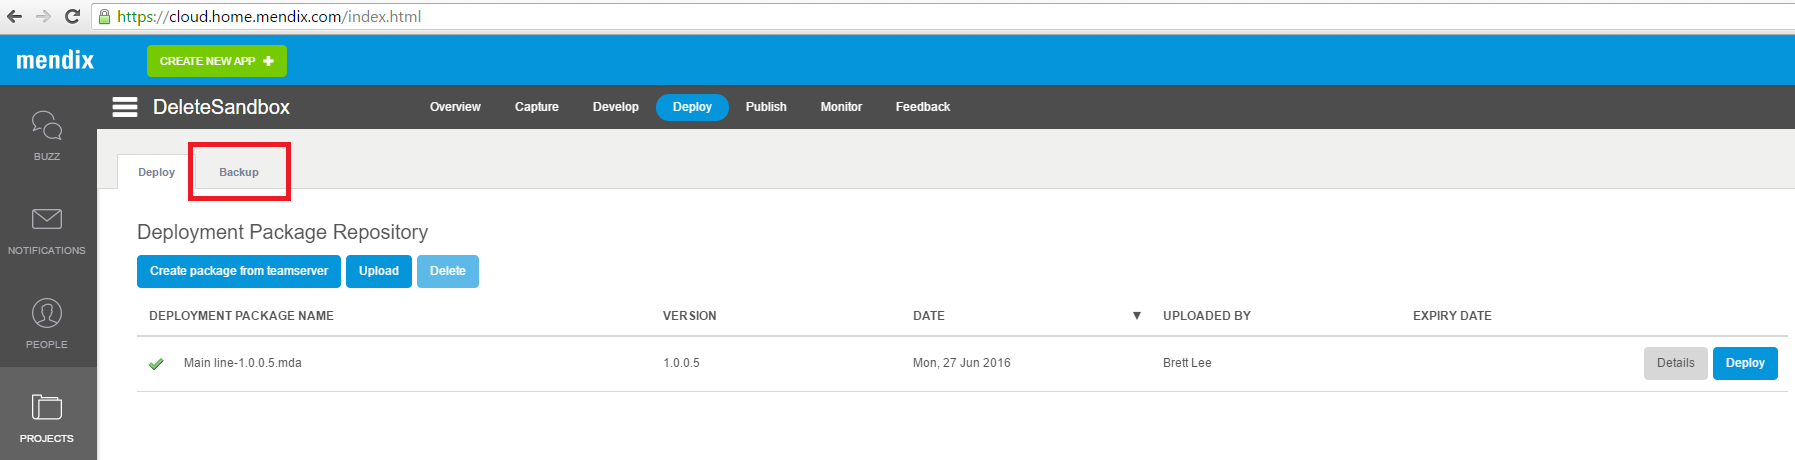 https://cloud.home.mendix.com/index.html
mendix
CREATE NEW APP
DeleteSandbox
Overview Capture Develop Deploy Publish Monitor Feedback
BUZZ
Deploy Backup
NOTIFICATIONS
Deployment Package Repository
Create package from teamserver Upload Delete
DEPLOYMENT PACKAGE NAME VERSION DATE UPLOADED BY EXPIRY DATE
PEOPLE
Main line-1.0.0.5.mda 1.0.0.5 Mon, 27 Jun 2016 Brett Lee Details Deploy
PROJECTS